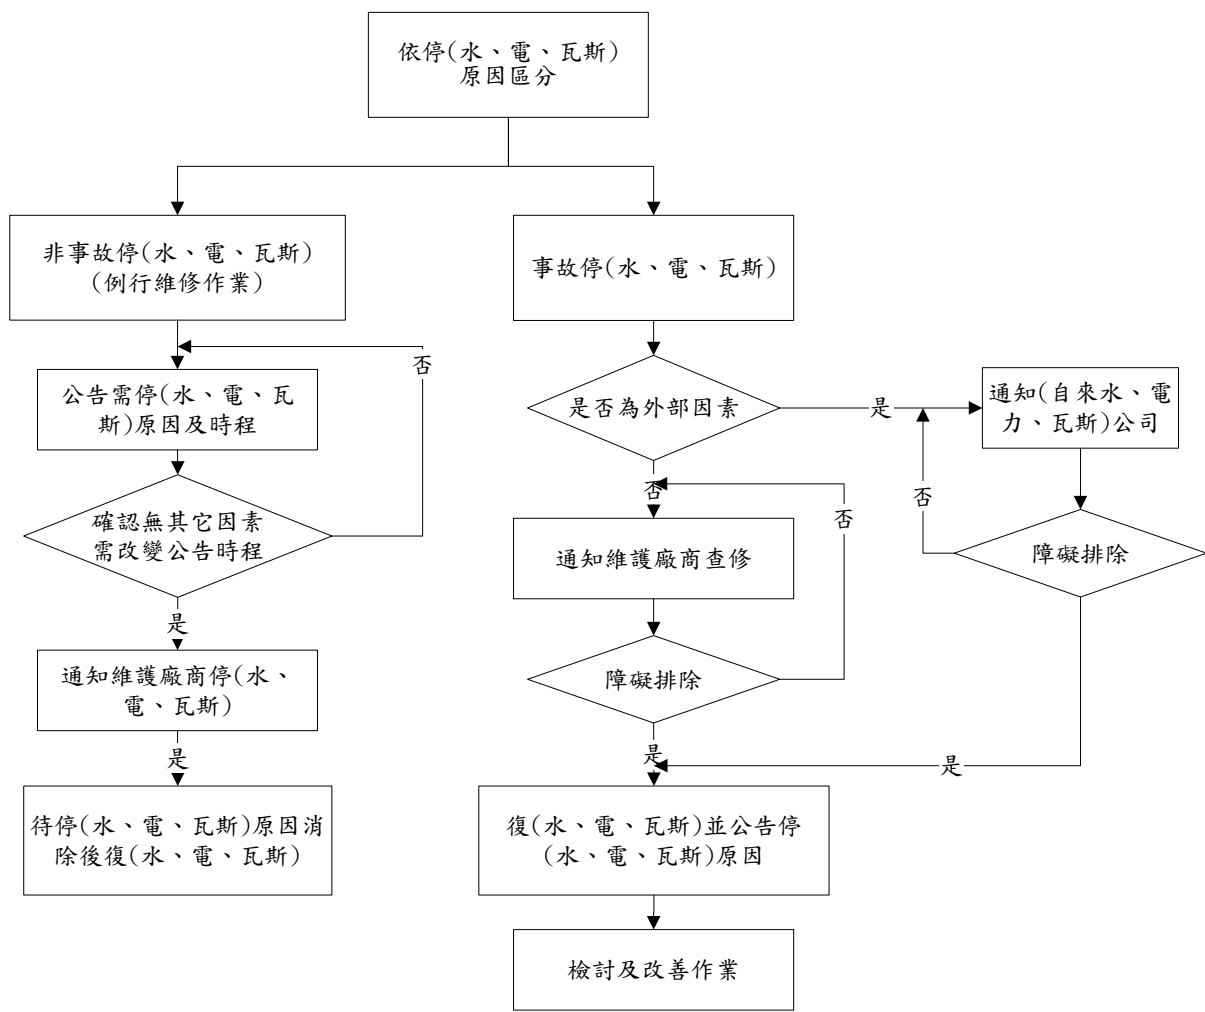 依停(水、電、瓦斯)
原因區分
非事故停(水、電、瓦斯)
(例行維修作業)
事故停(水、電、瓦斯)
否
公告需停(水、電、瓦
斯)原因及時程
是否為外部因素
是
通知(自來水、電
力、瓦斯)公司
否
否
否
確認無其它因素
需改變公告時程
通知維護廠商查修
障礙排除
是
通知維護廠商停(水、
電、瓦斯)
障礙排除
是
是
是
待停(水、電、瓦斯)原因消
除後復(水、電、瓦斯)
復(水、電、瓦斯)並公告停
(水、電、瓦斯)原因
檢討及改善作業